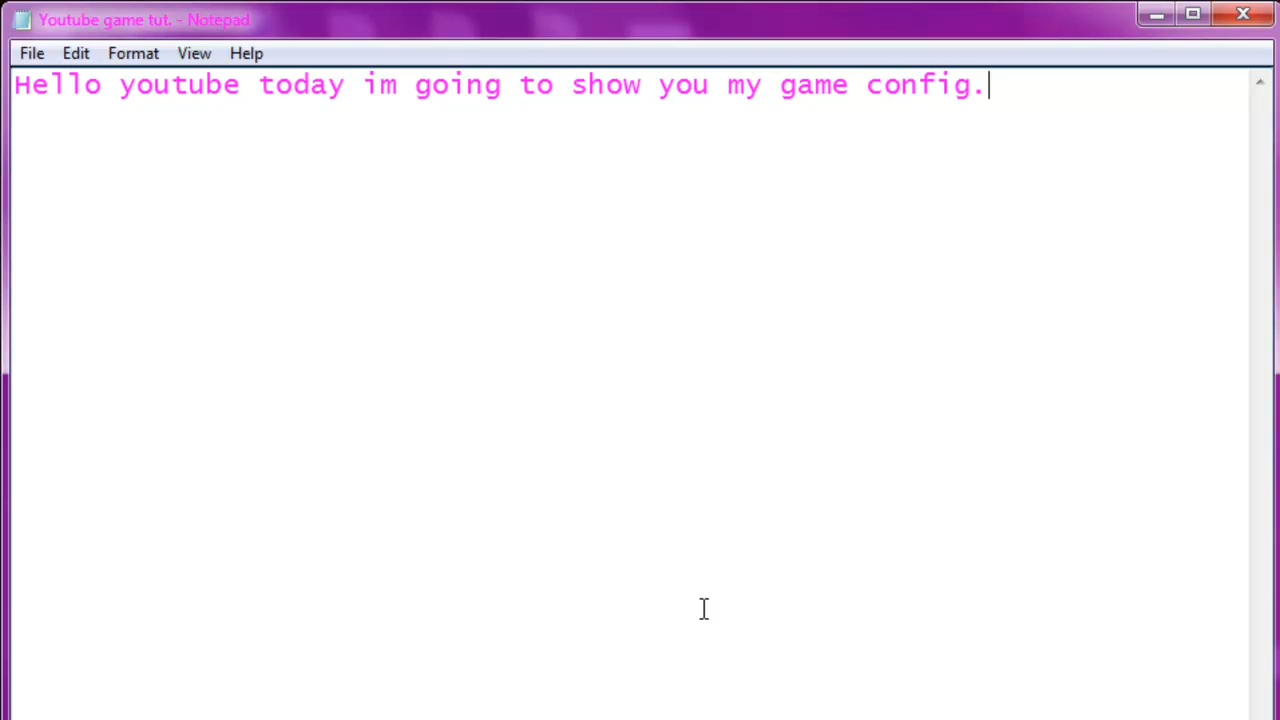 Youtube game tut. - Notepad
File Edit Format View Help
Hello youtube today im going to show you my game config.